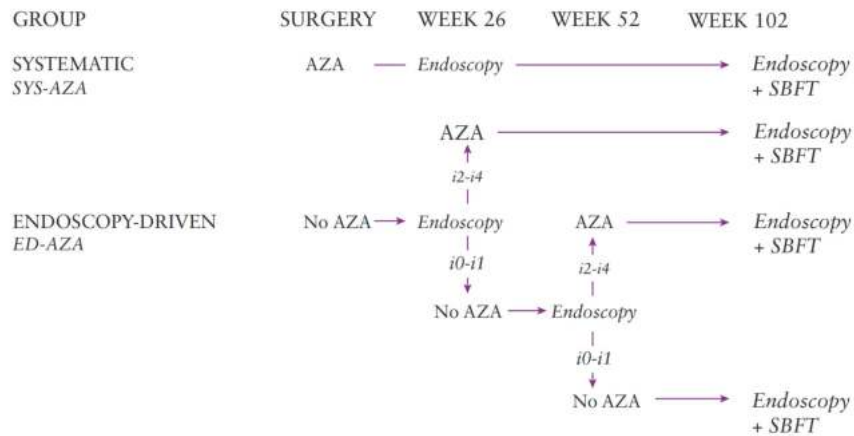 GROUP SURGERY WEEK 26 WEEK 52 WEEK 102
SYSTEMATIC AZA Endoscopy Endoscopy
SYS-AZA + SBFT
AZA Endoscopy
+ SBFT
i2-i4
ENDOSCOPY-DRIVEN No AZA Endoscopy AZA Endoscopy
ED-AZA + SBFT
i0-i1 i2-i4
No AZA Endoscopy
i0-i1
No AZA Endoscopy
+ SBFT